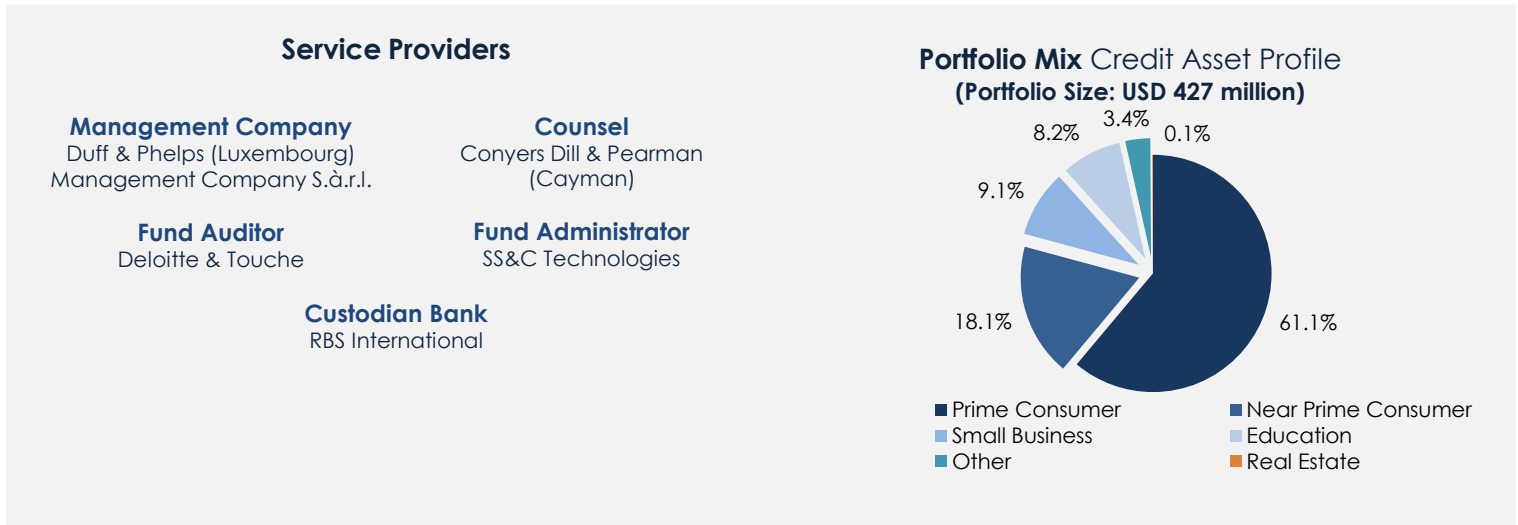 Service Providers
Management Company
Duff & Phelps (Luxembourg)
Management Company S.à.r.l.
Counsel
Conyers Dill & Pearman
(Cayman)
Fund Auditor
Deloitte & Touche
Fund Administrator
SS&C Technologies
Custodian Bank
RBS International
Portfolio Mix Credit Asset Profile
(Portfolio Size: USD 427 million)
8.2%
3.4%
0.1%
9.1%
18.1%
61.1%
Prime Consumer
Near Prime Consumer
Small Business
Education
Other
Real Estate